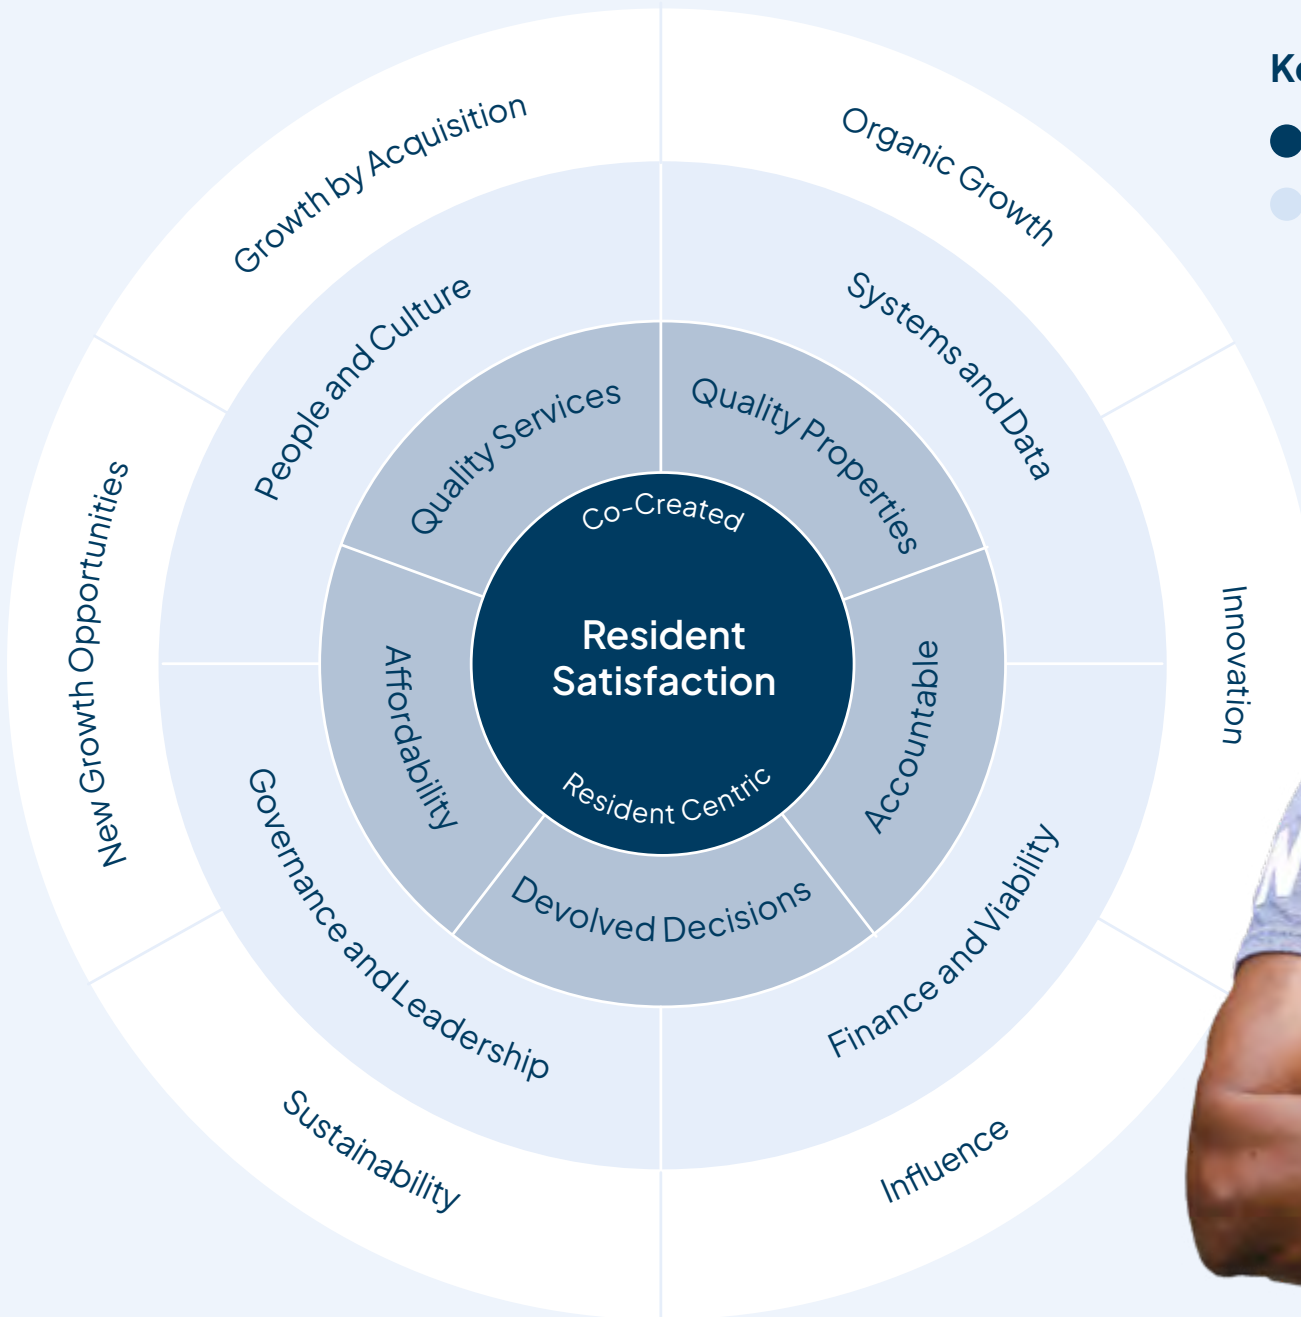 Growth by Acquisition
Organic Growth
Innovation
Influence
Sustainability
New Growth Opportunities
People and Culture
Systems and Data
Finance and Viability
Governance and Leadership
Quality Services
Quality Properties
Accountable
Devolved Decisions
Affordability
Co-Created
Resident
Satisfaction
Resident Centric